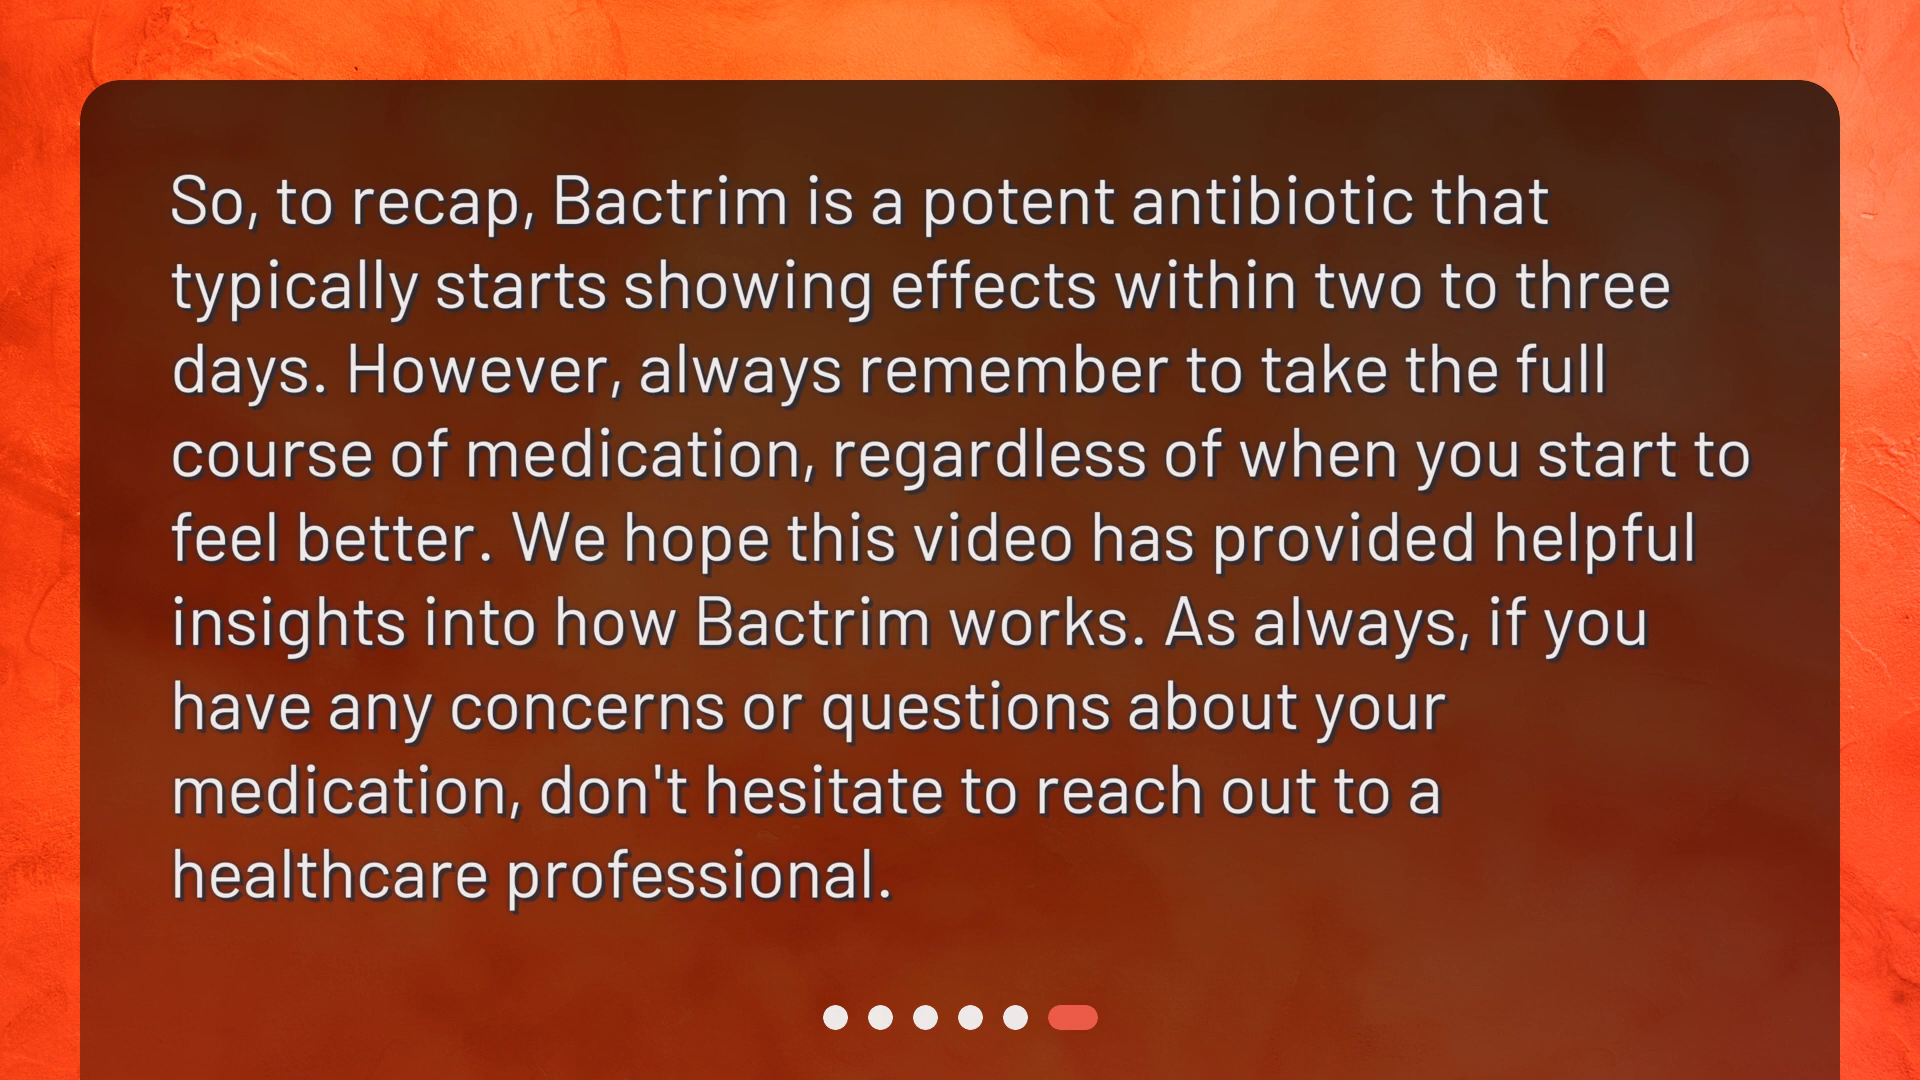 So, to recap, Bactrim is a potent antibiotic that
typically starts showing effects within two to three
days. However, always remember to take the full
course of medication, regardless of when you start to
feel better. We hope this video has provided helpful
insights into how Bactrim works. As always, if you
have any concerns or questions about your
medication, don't hesitate to reach out to a
healthcare professional.